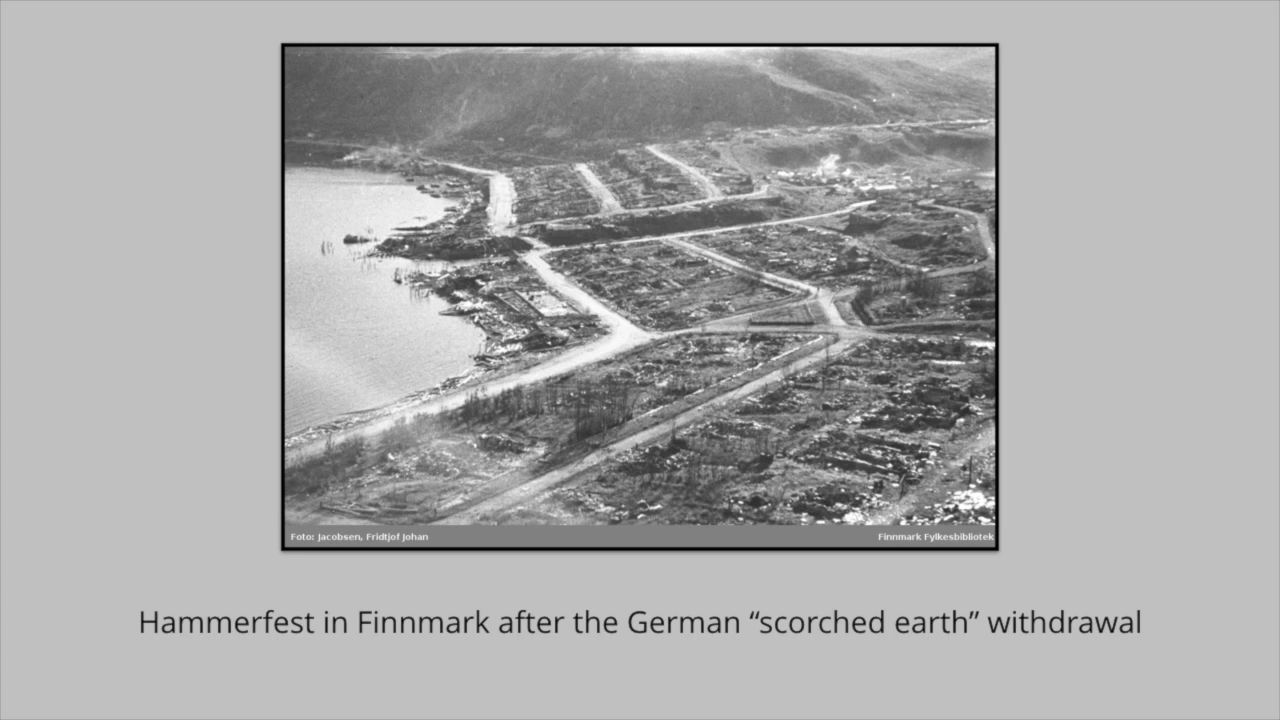 Foto: Jacobsen, Fridtjof Johan
Finnmark Fylkesbibliotek
Hammerfest in Finnmark after the German “scorched earth” withdrawal